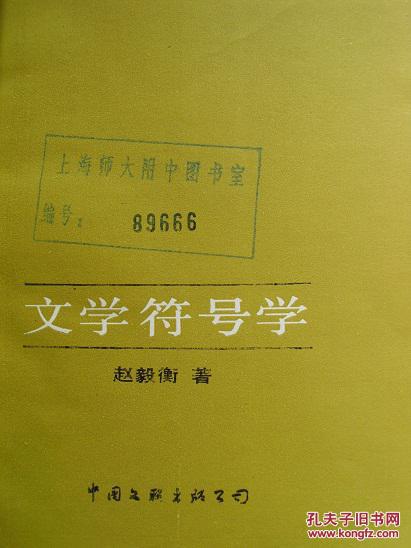 上海师大附中图书室
编号：89666
文学符号学
赵毅衡 著
中国文联出版公司
孔夫子旧书网
KONGFZ.COM